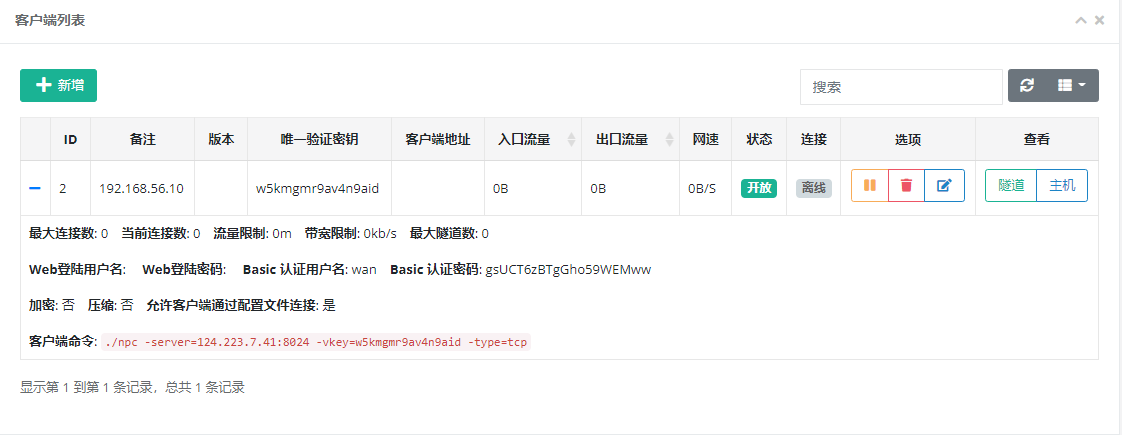 客户端列表
新增
搜索
ID 备注 版本 唯一验证密钥 客户端地址 入口流量 出口流量 网速 状态 连接 选项 查看
2 192.168.56.10 w5kmgmr9av4n9aid 0B 0B 0B/S 开放 离线 隧道 主机
最大连接数: 0 当前连接数: 0 流量限制: 0m 带宽限制: 0kb/s 最大隧道数: 0
Web登陆用户名: Web登陆密码: Basic 认证用户名: wan Basic 认证密码: gsUCT6zBTgGho59WEMww
加密: 否 压缩: 否 允许客户端通过配置文件连接: 是
客户端命令: ./npc -server=124.223.7.41:8024 -vkey=w5kmgmr9av4n9aid -type=tcp
显示第 1 到第 1 条记录，总共 1 条记录